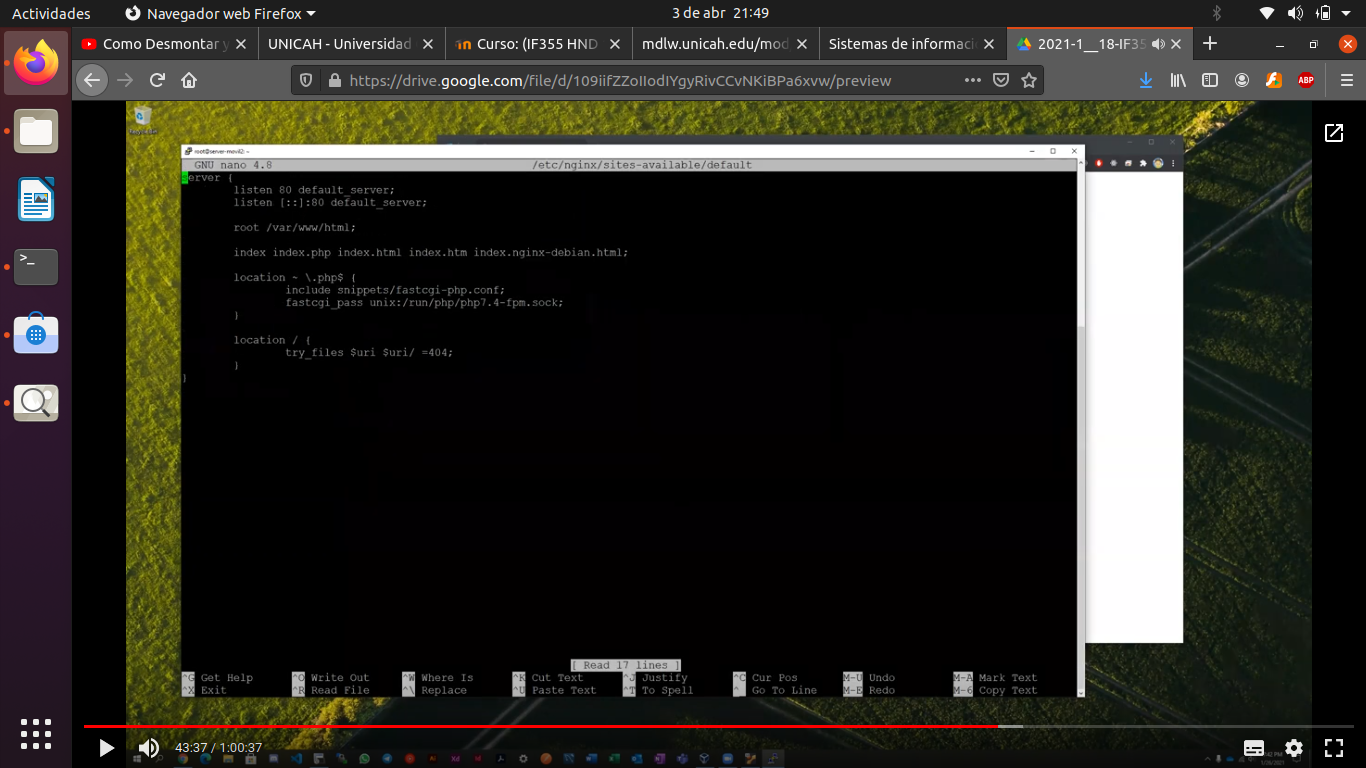 Actividades
Navegador web Firefox
3 de abr 21:49
Como Desmontar y
UNICAH - Universidad
Curso: (IF355 HND
mdlw.unicah.edu/mod
Sistemas de informaci
2021-1__18-IF35
https://drive.google.com/file/d/109iifZZoIIodIYgyRivCCvNKiBPa6xvw/preview
ABP
root@server-movil2: ~
GNU nano 4.8 /etc/nginx/sites-available/default
server {
listen 80 default_server;
listen [::]:80 default_server;
root /var/www/html;
index index.php index.html index.htm index.nginx-debian.html;
location ~ \.php$ {
include snippets/fastcgi-php.conf;
fastcgi_pass unix:/run/php/php7.4-fpm.sock;
}
location / {
try_files $uri $uri/ =404;
}
}
[ Read 17 lines ]
^G Get Help ^O Write Out ^W Where Is ^K Cut Text ^J Justify ^C Cur Pos M-U Undo M-A Mark Text
^X Exit ^R Read File ^\ Replace ^U Paste Text ^T To Spell ^_ Go To Line M-E Redo M-6 Copy Text
43:37 / 1:00:37